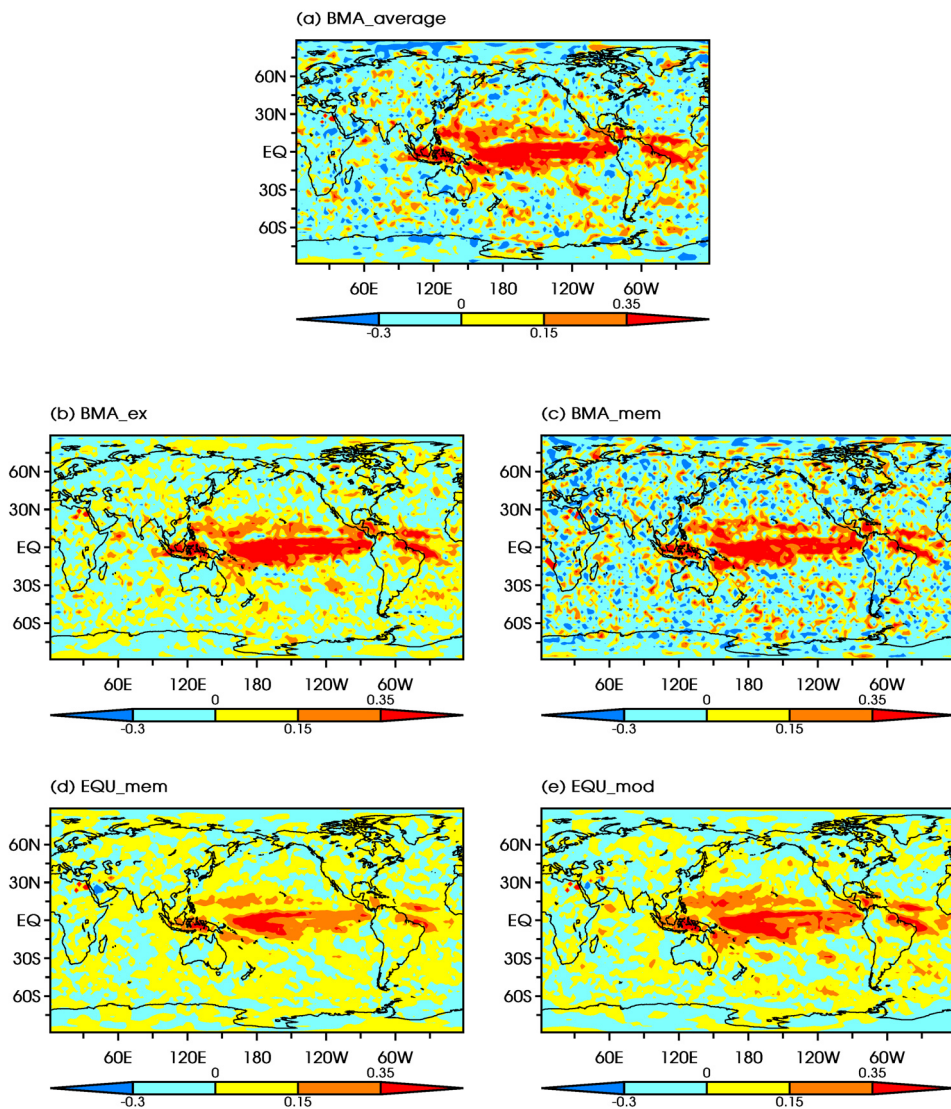 (a) BMA_average
60N
30N
EQ
30S
60S
60E 120E 180 120W 60W
0 0.35
-0.3 0.15
(b) BMA_ex (c) BMA_mem
60N 60N
30N 30N
EQ EQ
30S 30S
60S 60S
60E 120E 180 120W 60W 60E 120E 180 120W 60W
0 0.35 0 0.35
-0.3 0.15 -0.3 0.15
(d) EQU_mem (e) EQU_mod
60N 60N
30N 30N
EQ EQ
30S 30S
60S 60S
60E 120E 180 120W 60W 60E 120E 180 120W 60W
0 0.35 0 0.35
-0.3 0.15 -0.3 0.15